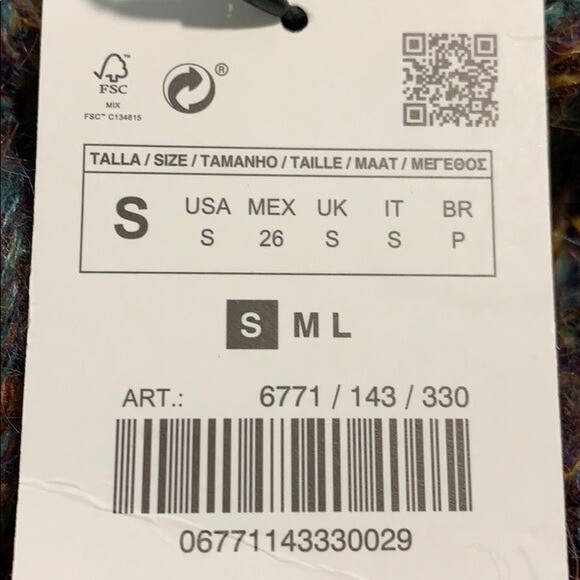 FSC™
MIX
FSC™ C134815
®
TALLA / SIZE / TAMANHO / TAILLE / MAAT / ΜΕΓΕΘΟΣ
S
USA MEX UK IT BR
S 26 S S P
S M L
ART.: 6771 / 143 / 330
06771143330029